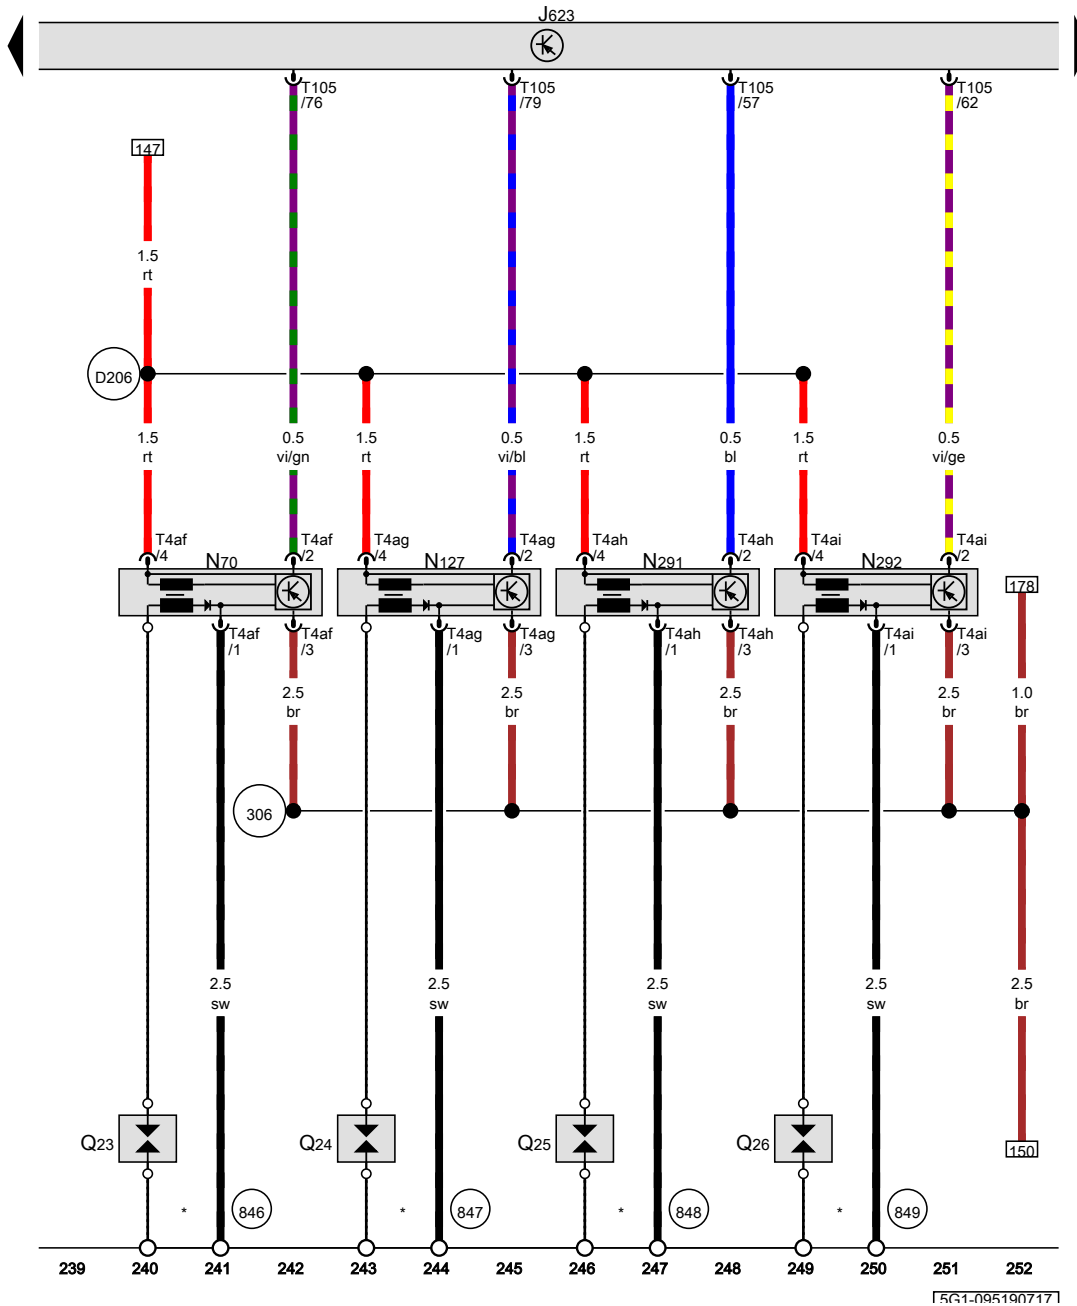 J623
T105 T105 T105 T105
/76 /79 /57 /62
147
1.5
rt
D206
1.5 0.5 1.5 0.5 1.5 0.5 1.5 0.5
rt vi/gn rt vi/bl rt bl rt vi/ge
T4af T4af T4ag T4ag T4ah T4ah T4ai T4ai
/4 /2 /4 /2 /4 /2 /4 /2
N70 N127 N291 N292
178
T4af T4af T4ag T4ag T4ah T4ah T4ai T4ai
/1 /3 /1 /3 /1 /3 /1 /3
2.5 2.5 2.5 2.5 1.0
br br br br br
306
2.5 2.5 2.5 2.5 2.5
sw sw sw sw br
Q23 Q24 Q25 Q26
150
* 846 * 847 * 848 * 849
239 240 241 242 243 244 245 246 247 248 249 250 251 252
5G1-095190717